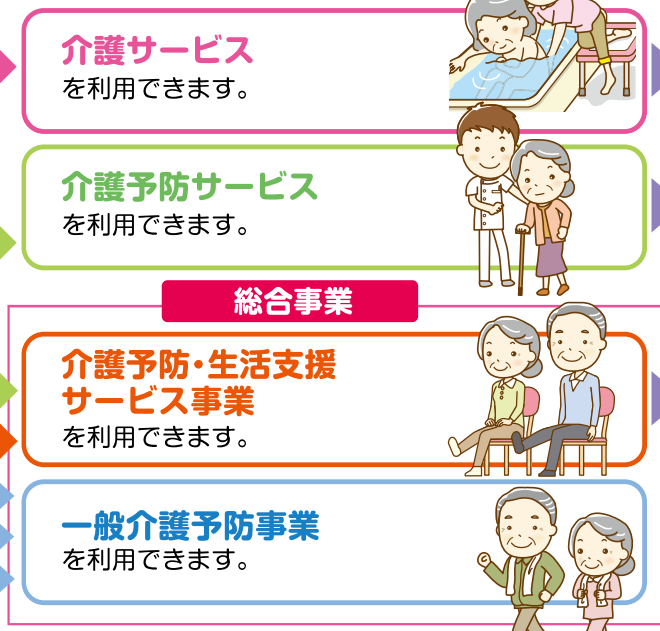 介護サービス
を利用できます。
介護予防サービス
を利用できます。
総合事業
介護予防・生活支援
サービス事業
を利用できます。
一般介護予防事業
を利用できます。